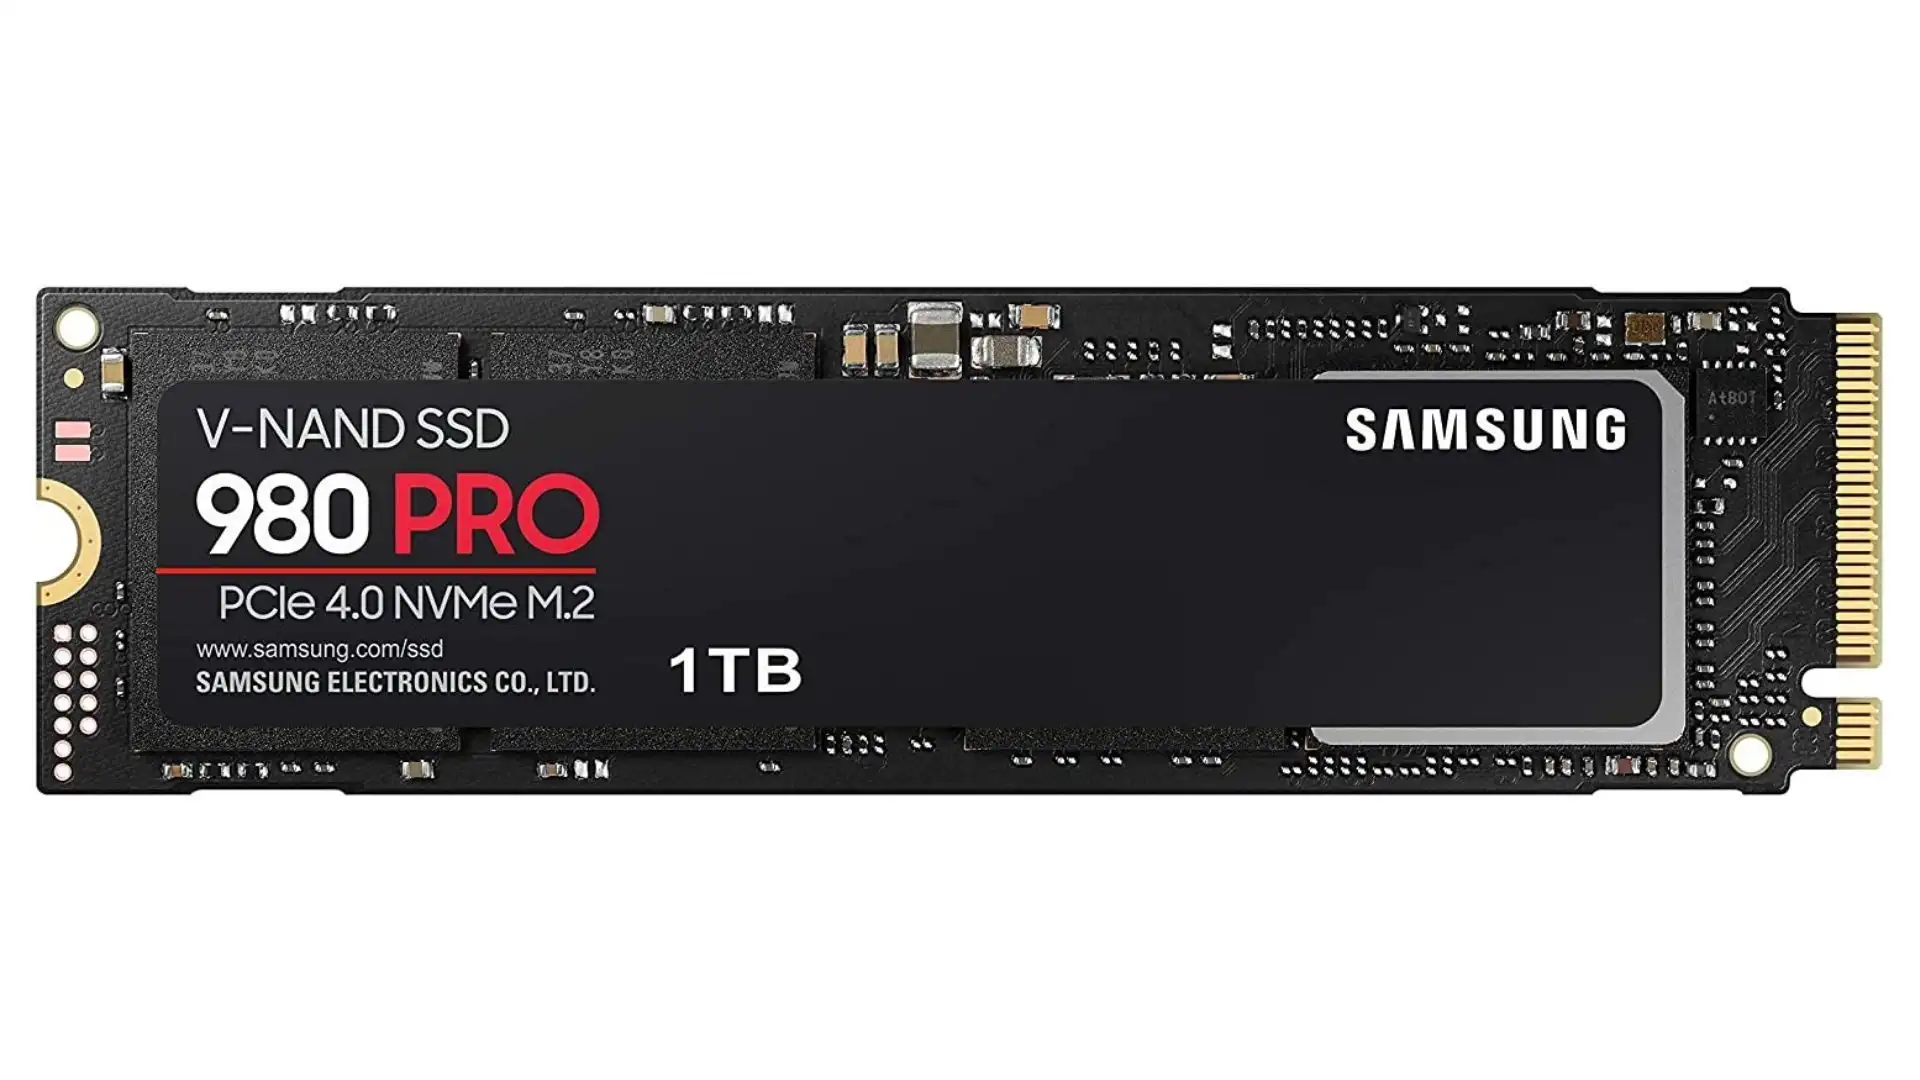 V-NAND SSD
980 PRO
PCIe 4.0 NVMe M.2
www.samsung.com/ssd
SAMSUNG ELECTRONICS CO., LTD.
1TB
SAMSUNG
AtBOT